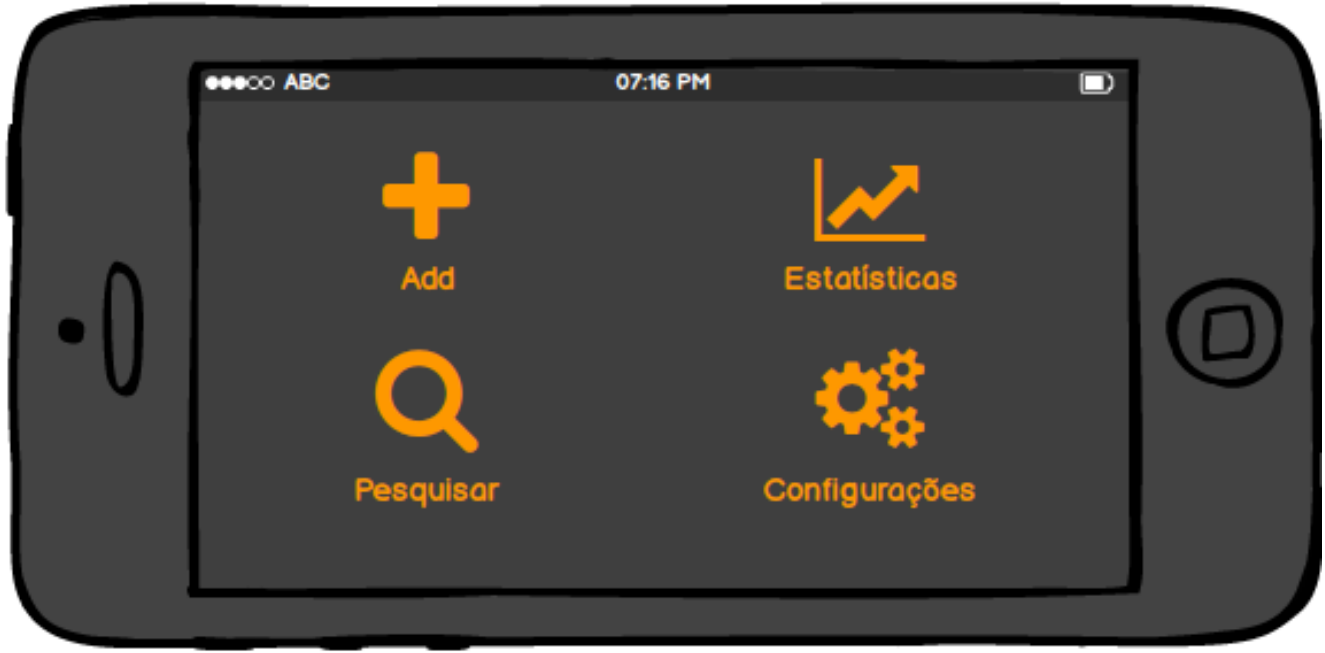 ABC 07:16 PM
Add
Estatísticas
Pesquisar
Configurações